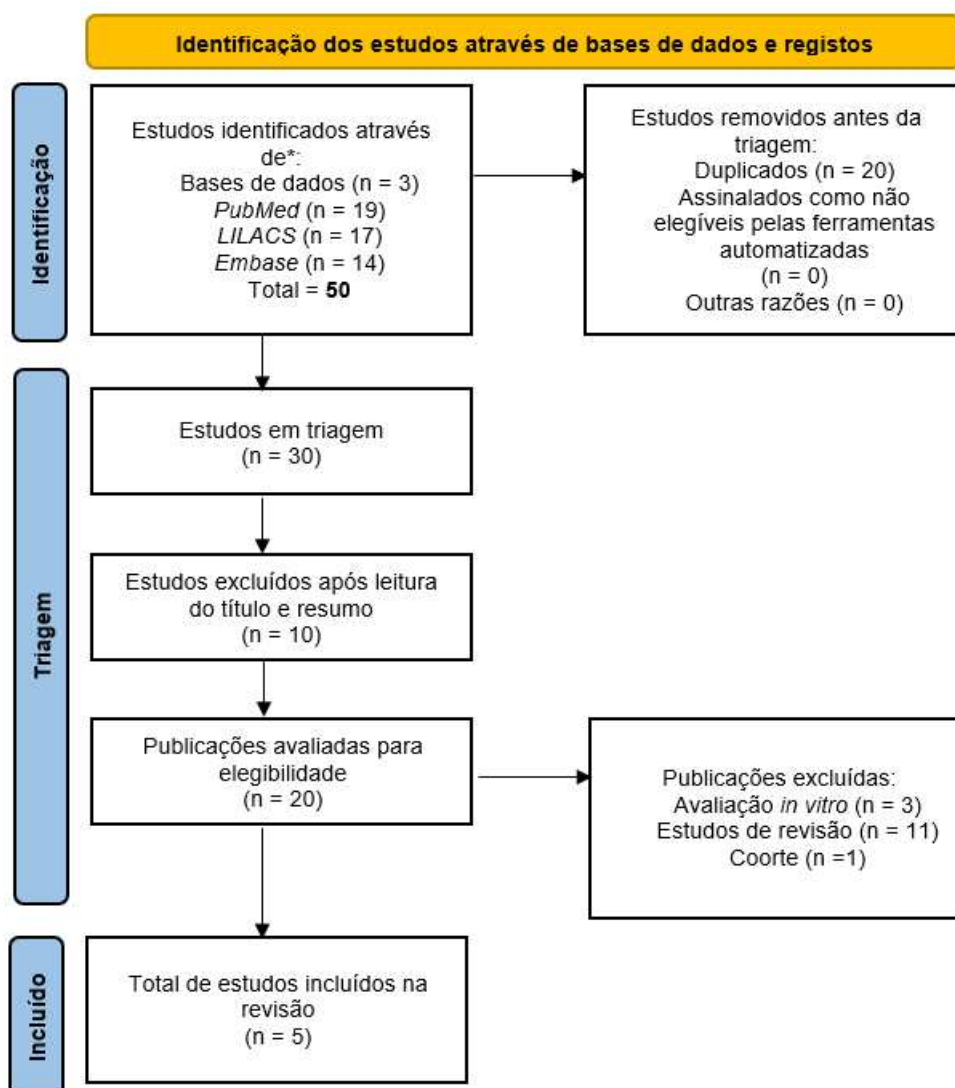 Identificação dos estudos através de bases de dados e registos
Identificação
Estudos identificados através
de*:
Bases de dados (n = 3)
PubMed (n = 19)
LILACS (n = 17)
Embase (n = 14)
Total = 50
Estudos removidos antes da
triagem:
Duplicados (n = 20)
Assinalados como não
elegíveis pelas ferramentas
automatizadas
(n = 0)
Outras razões (n = 0)
Triagem
Estudos em triagem
(n = 30)
Estudos excluídos após leitura
do título e resumo
(n = 10)
Publicações avaliadas para
elegibilidade
(n = 20)
Publicações excluídas:
Avaliação in vitro (n = 3)
Estudos de revisão (n = 11)
Coorte (n =1)
Incluído
Total de estudos incluídos na
revisão
(n = 5)